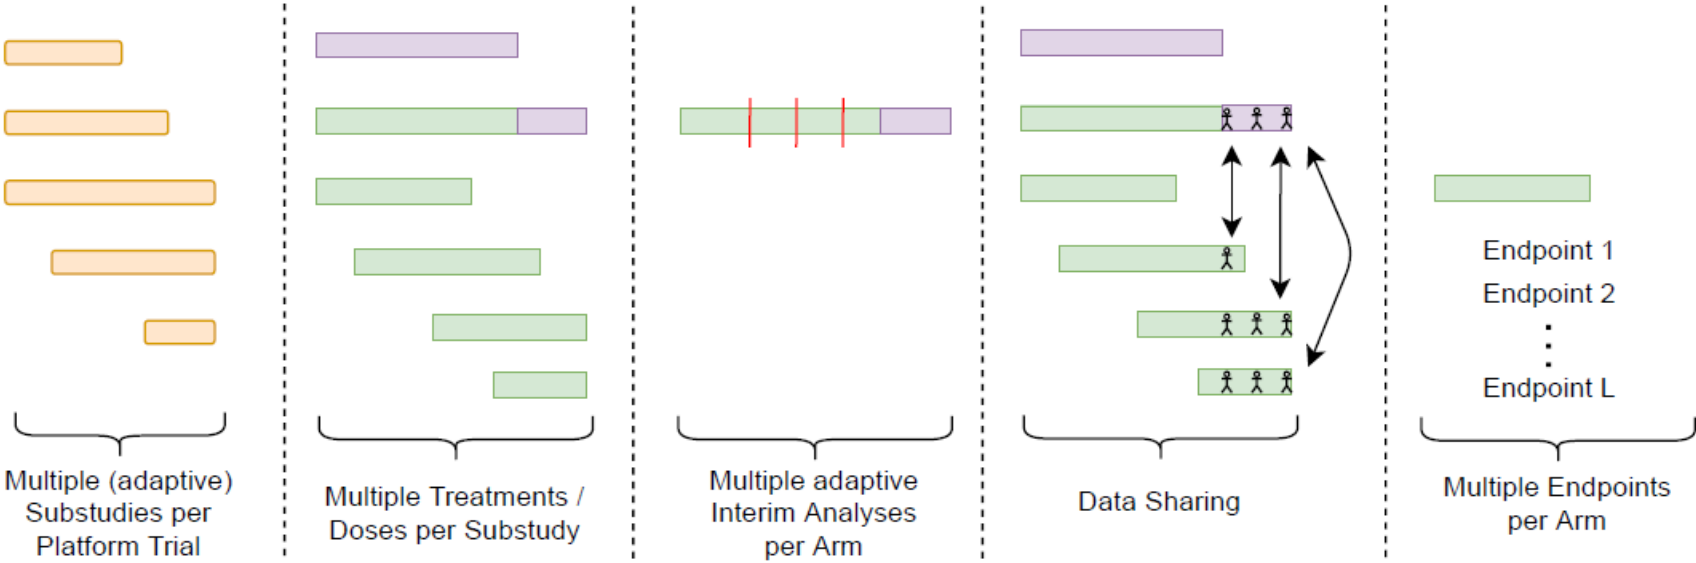 Endpoint 1
Endpoint 2
Endpoint L
Multiple (adaptive)
Substudies per
Platform Trial
Multiple Treatments /
Doses per Substudy
Multiple adaptive
Interim Analyses
per Arm
Data Sharing
Multiple Endpoints
per Arm